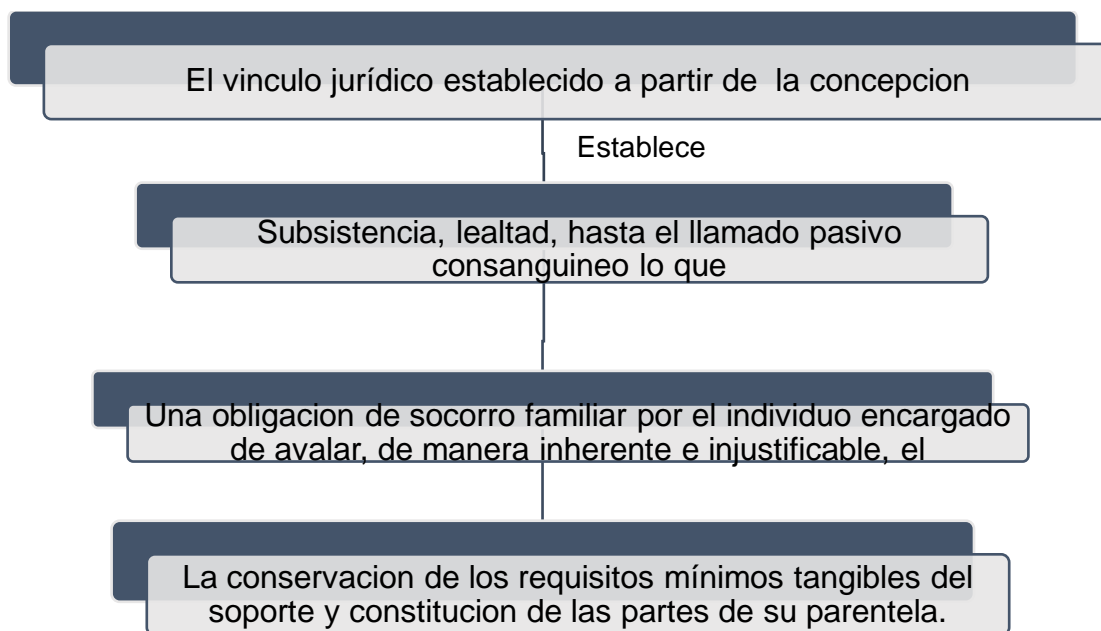 El vinculo jurídico establecido a partir de la concepcion
Establece
Subsistencia, lealtad, hasta el llamado pasivo
consanguineo lo que
Una obligacion de socorro familiar por el individuo encargado
de avalar, de manera inherente e injustificable, el
La conservacion de los requisitos mínimos tangibles del
soporte y constitucion de las partes de su parentela.